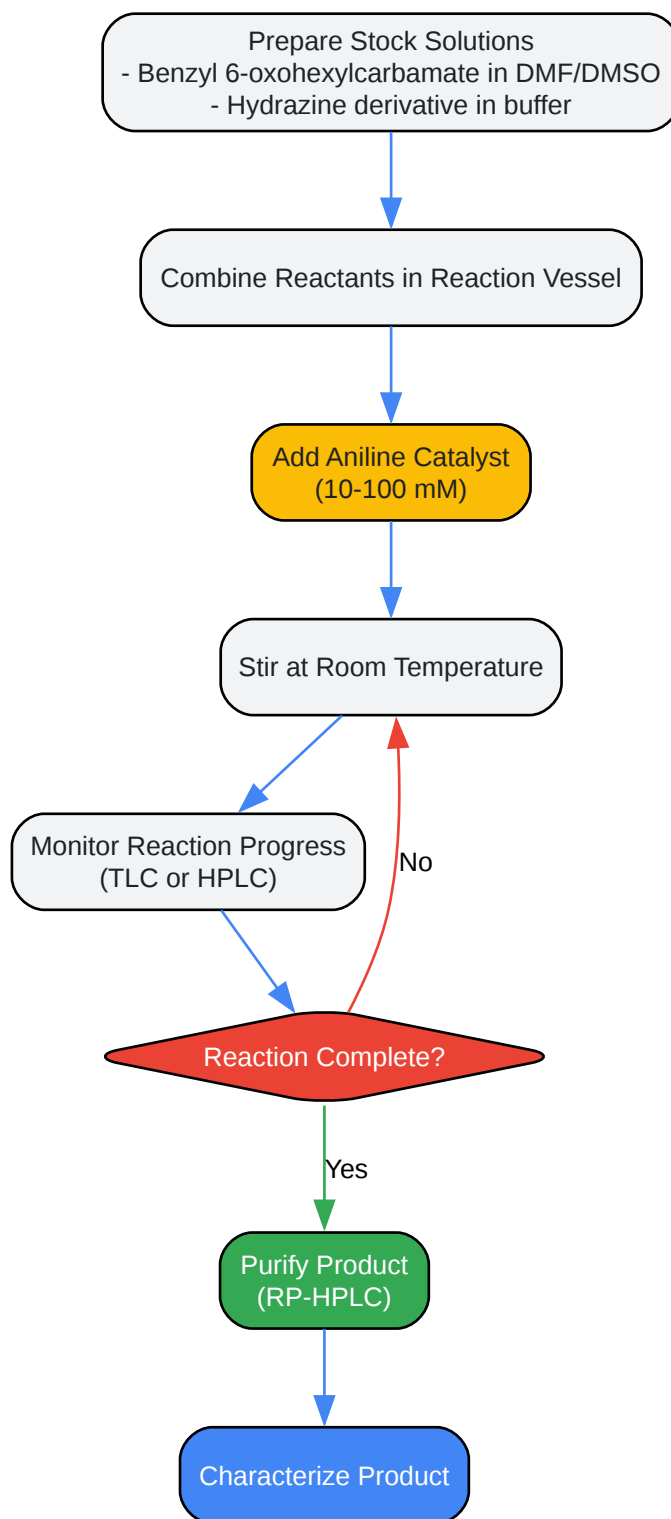 Prepare Stock Solutions
- Benzyl 6-oxohexylcarbamate in DMF/DMSO
- Hydrazine derivative in buffer
Combine Reactants in Reaction Vessel
Add Aniline Catalyst
(10-100 mM)
Stir at Room Temperature
Monitor Reaction Progress
(TLC or HPLC)
No
Reaction Complete?
Yes
Purify Product
(RP-HPLC)
Characterize Product